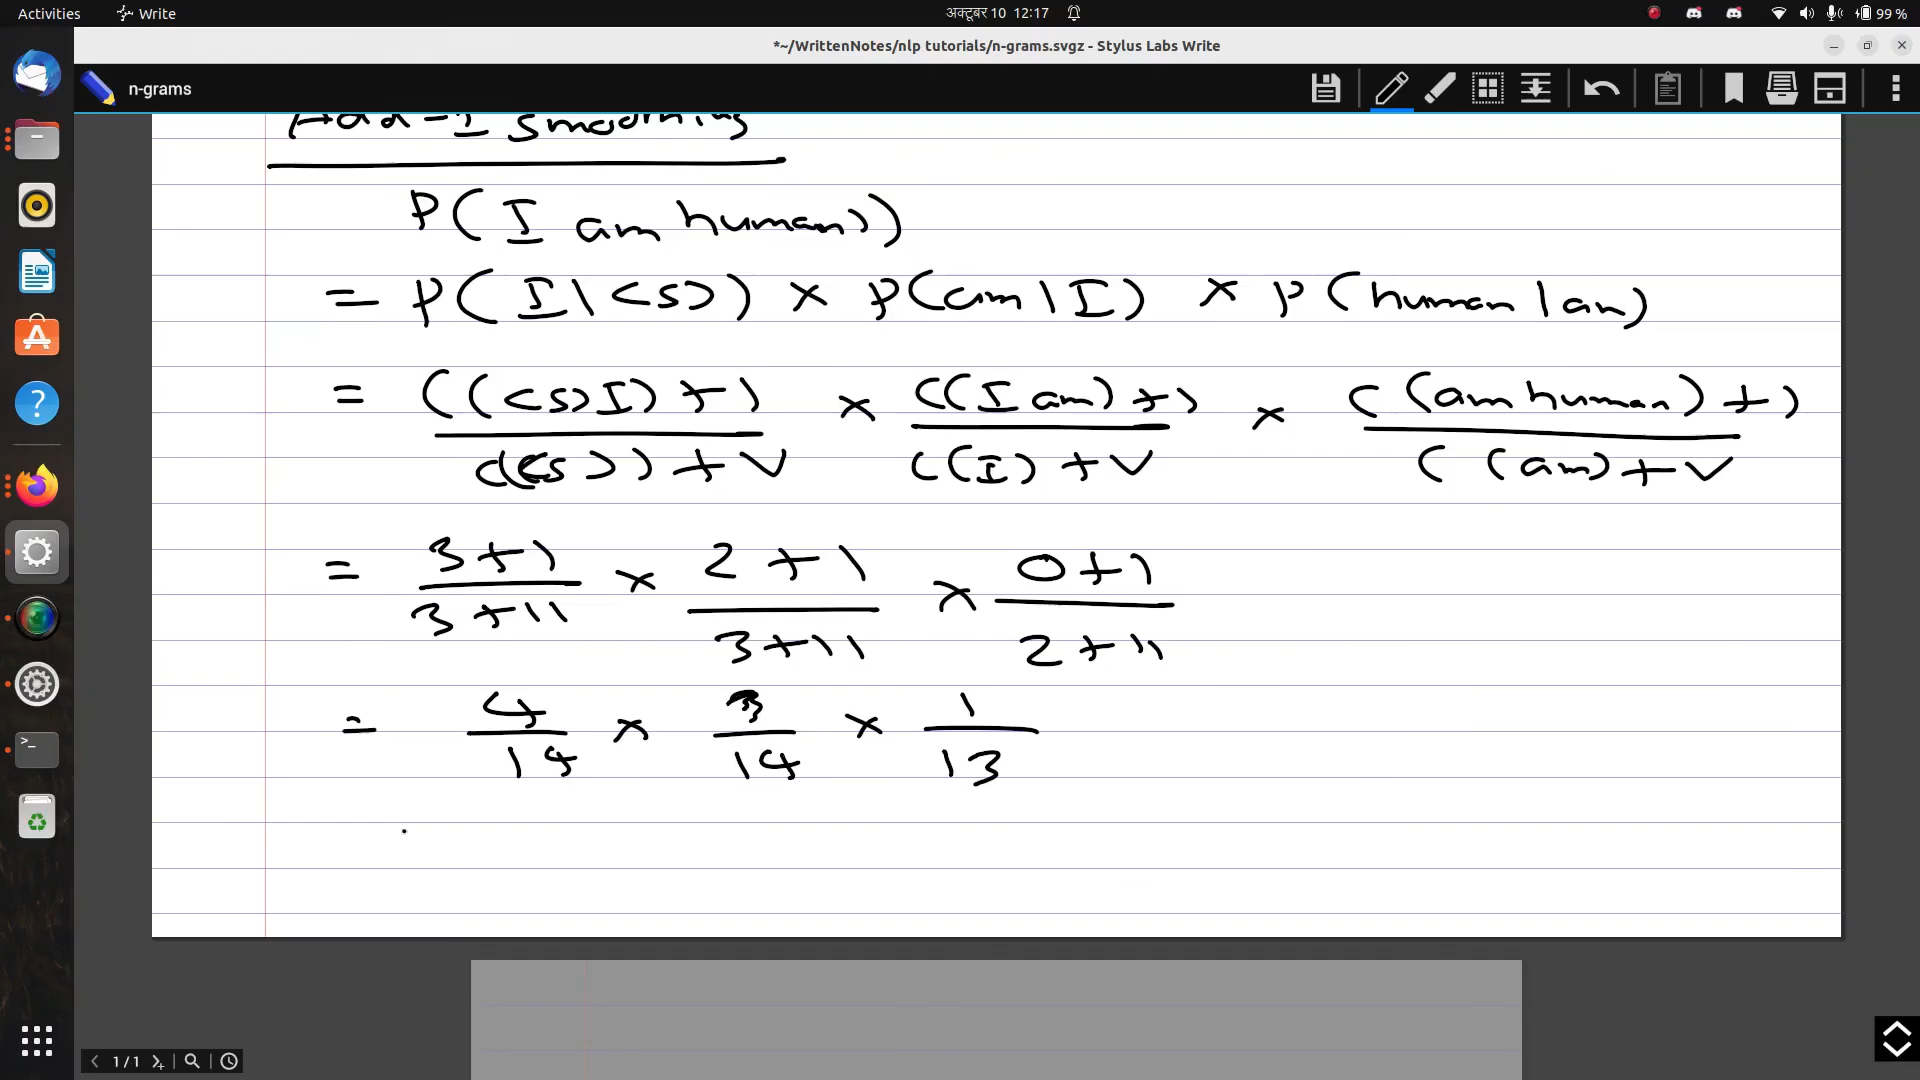 Activities Write अक्टूबर 10 12:17 99 %
*~/WrittenNotes/nlp tutorials/n-grams.svgz - Stylus Labs Write
n-grams
Add-1 smoothing
P(I am human)
= P(I|<s>) × P(am|I) × P(human|am)
= C(<s>I)+1 × C(I am)+1 × C(am human)+1
C(<s>)+V C(I)+V C(am)+V
= 3+1 × 2+1 × 0+1
3+11 3+11 2+11
= 4 × 3 × 1
14 14 13
1/1